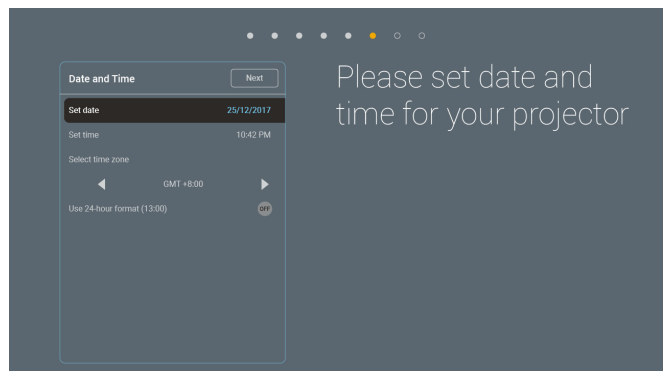 Date and Time Next
Set date 25/12/2017
Set time 10:42 PM
Select time zone
GMT +8:00
Use 24-hour format (13:00) OFF
Please set date and
time for your projector